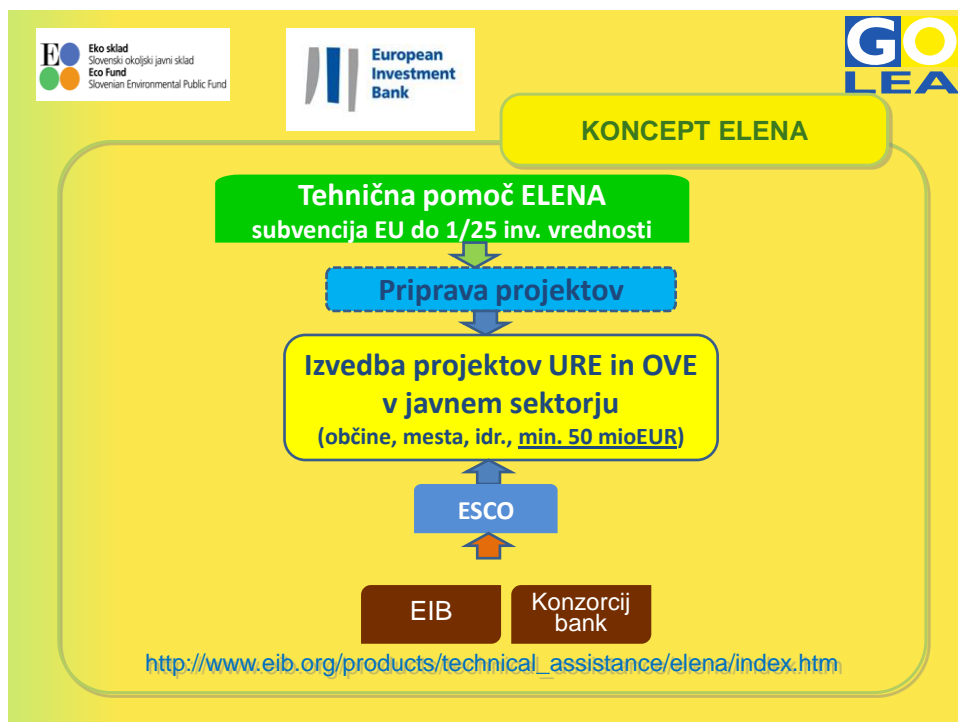 Eko sklad
Slovenski okoljski javni sklad
Eco Fund
Slovenian Environmental Public Fund
European
Investment
Bank
GO
LEA
KONCEPT ELENA
Tehnična pomoč ELENA
subvencija EU do 1/25 inv. vrednosti
Priprava projektov
Izvedba projektov URE in OVE
v javnem sektorju
(občine, mesta, idr., min. 50 mioEUR)
ESCO
EIB
Konzorcij
bank
http://www.eib.org/products/technical_assistance/elena/index.htm